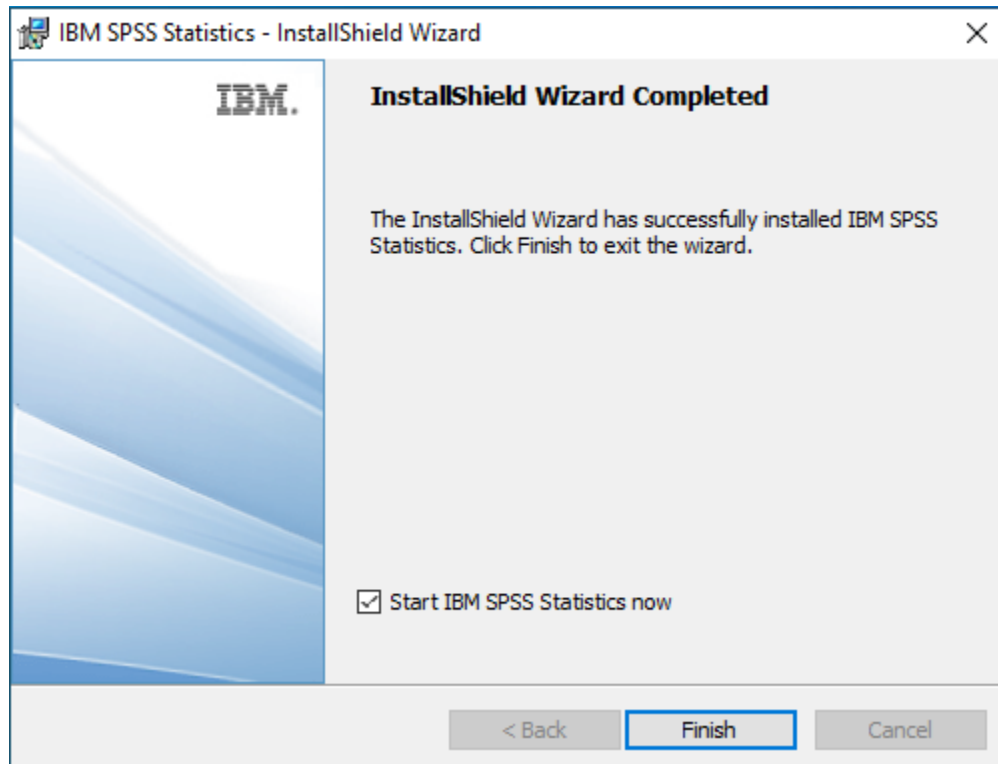 IBM SPSS Statistics - InstallShield Wizard
IBM.
InstallShield Wizard Completed
The InstallShield Wizard has successfully installed IBM SPSS
Statistics. Click Finish to exit the wizard.
Start IBM SPSS Statistics now
< Back
Finish
Cancel